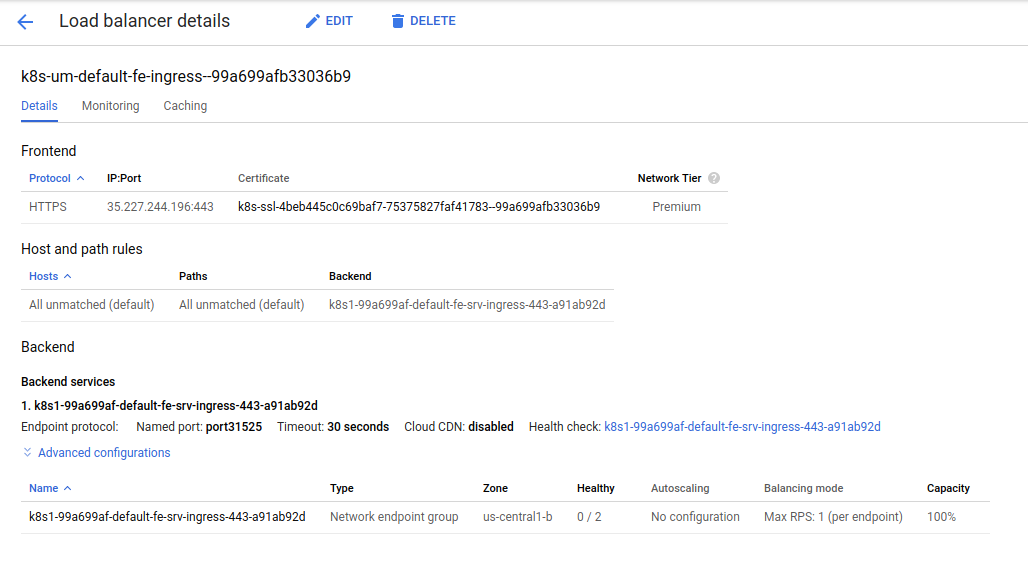 Load balancer details EDIT DELETE
k8s-um-default-fe-ingress--99a699afb33036b9
Details Monitoring Caching
Frontend
Protocol IP:Port Certificate Network Tier ?
HTTPS 35.227.244.196:443 k8s-ssl-4beb445c0c69baf7-75375827faf41783--99a699afb33036b9 Premium
Host and path rules
Hosts Paths Backend
All unmatched (default) All unmatched (default) k8s1-99a699af-default-fe-srv-ingress-443-a91ab92d
Backend
Backend services
1. k8s1-99a699af-default-fe-srv-ingress-443-a91ab92d
Endpoint protocol: Named port: port31525 Timeout: 30 seconds Cloud CDN: disabled Health check: k8s1-99a699af-default-fe-srv-ingress-443-a91ab92d
Advanced configurations
Name Type Zone Healthy Autoscaling Balancing mode Capacity
k8s1-99a699af-default-fe-srv-ingress-443-a91ab92d Network endpoint group us-central1-b 0 / 2 No configuration Max RPS: 1 (per endpoint) 100%